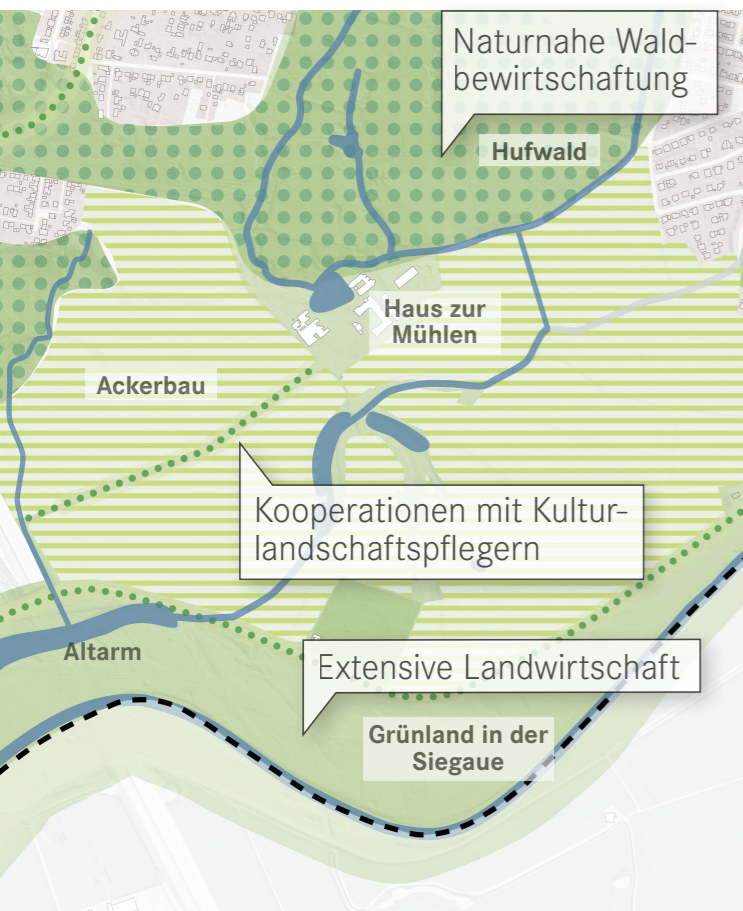 Naturnahe Wald-
bewirtschaftung
Hufwald
Haus zur
Mühlen
Ackerbau
Kooperationen mit Kultur-
landschaftspflegern
Altarm
Extensive Landwirtschaft
Grünland in der
Siegaue